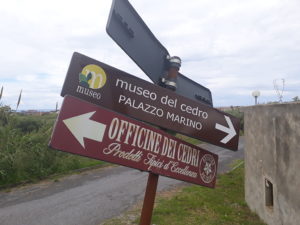 museo
museo del cedro
PALAZZO MARINO
OFFICINE DEI CEDRI
Prodotti Tipici d'Eccellenza